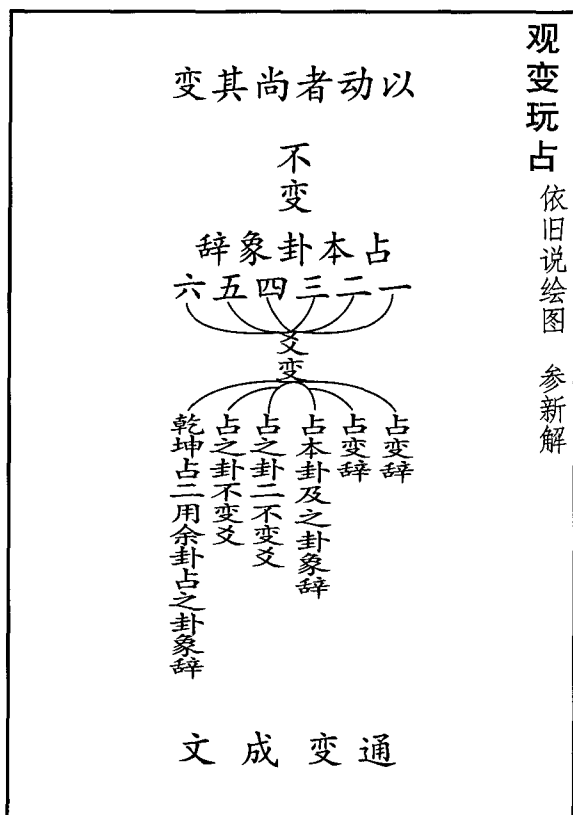 观变玩占
依旧说绘图 参新解
以动者尚其变
不变
占本卦象辞
一二三四五六
爻变
占变辞
占变辞
占本卦及之卦象辞
占之卦二不变爻
占之卦不变爻
乾坤占二用余卦占之卦象辞
通变成文